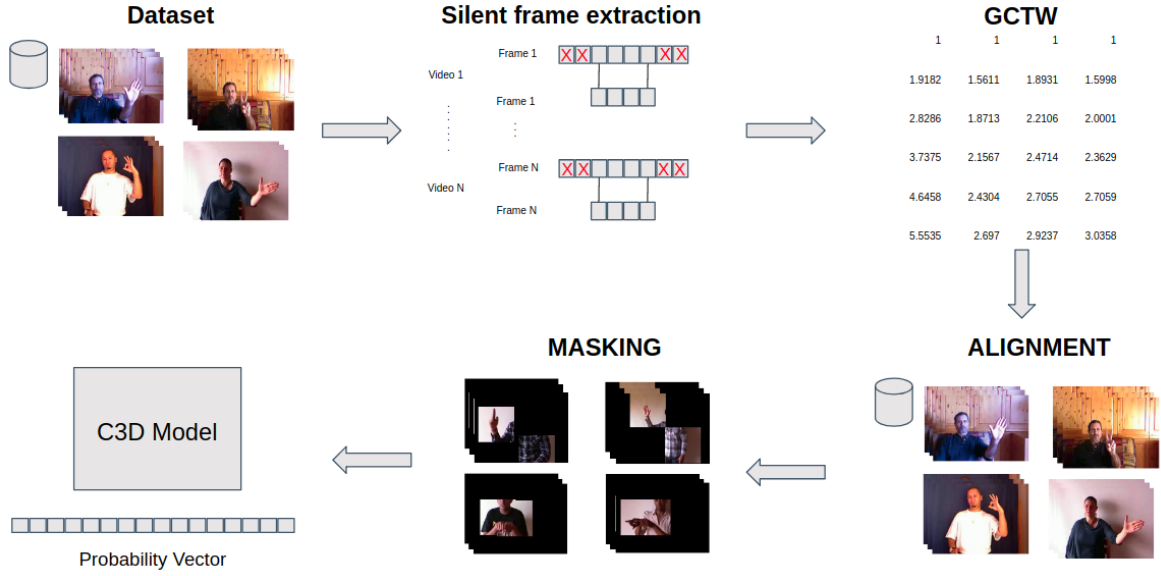 Dataset
Silent frame extraction
GCTW
Frame 1
X X X X
Video 1
Frame 1
Frame N
X X X X
Video N
Frame N
1 1 1 1
1.9182 1.5611 1.8931 1.5998
2.8286 1.8713 2.2106 2.0001
3.7375 2.1567 2.4714 2.3629
4.6458 2.4304 2.7055 2.7059
5.5535 2.697 2.9237 3.0358
ALIGNMENT
MASKING
C3D Model
Probability Vector